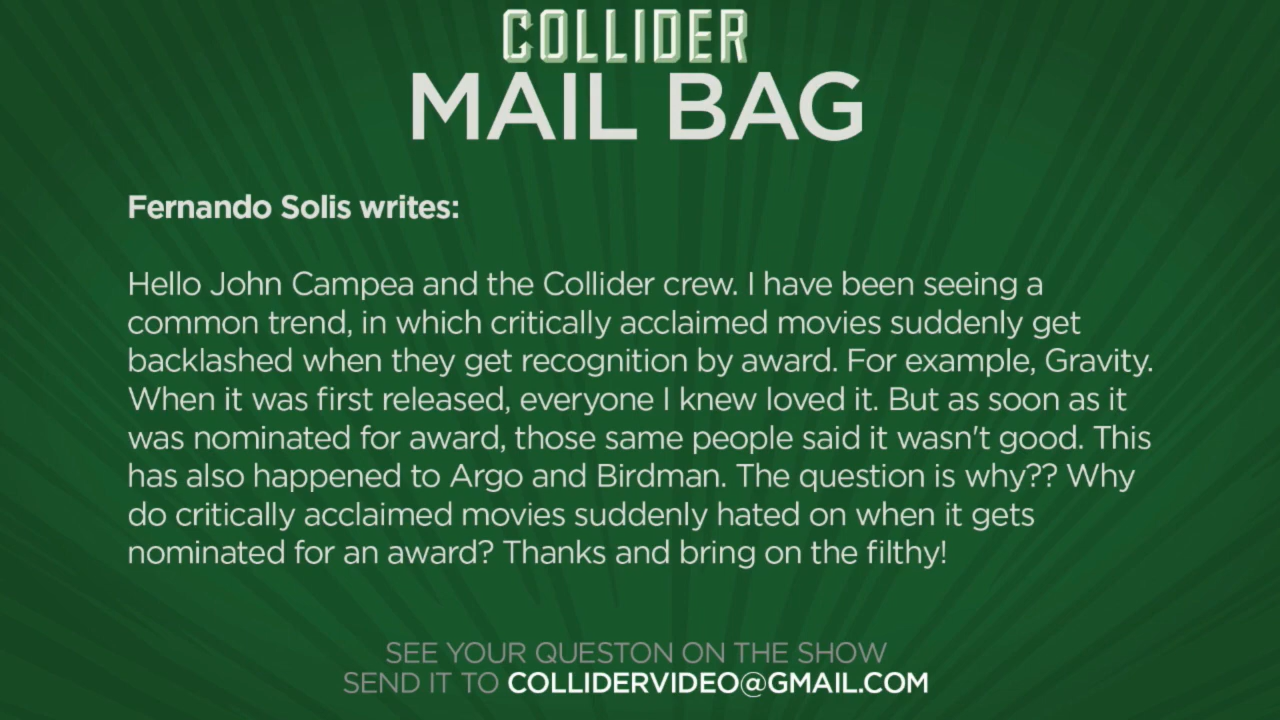 COLLIDER
MAIL BAG
Fernando Solis writes:
Hello John Campea and the Collider crew. I have been seeing a
common trend, in which critically acclaimed movies suddenly get
backlashed when they get recognition by award. For example, Gravity.
When it was first released, everyone I knew loved it. But as soon as it
was nominated for award, those same people said it wasn't good. This
has also happened to Argo and Birdman. The question is why?? Why
do critically acclaimed movies suddenly hated on when it gets
nominated for an award? Thanks and bring on the filthy!
SEE YOUR QUESTON ON THE SHOW
SEND IT TO COLLIDERVIDEO@GMAIL.COM